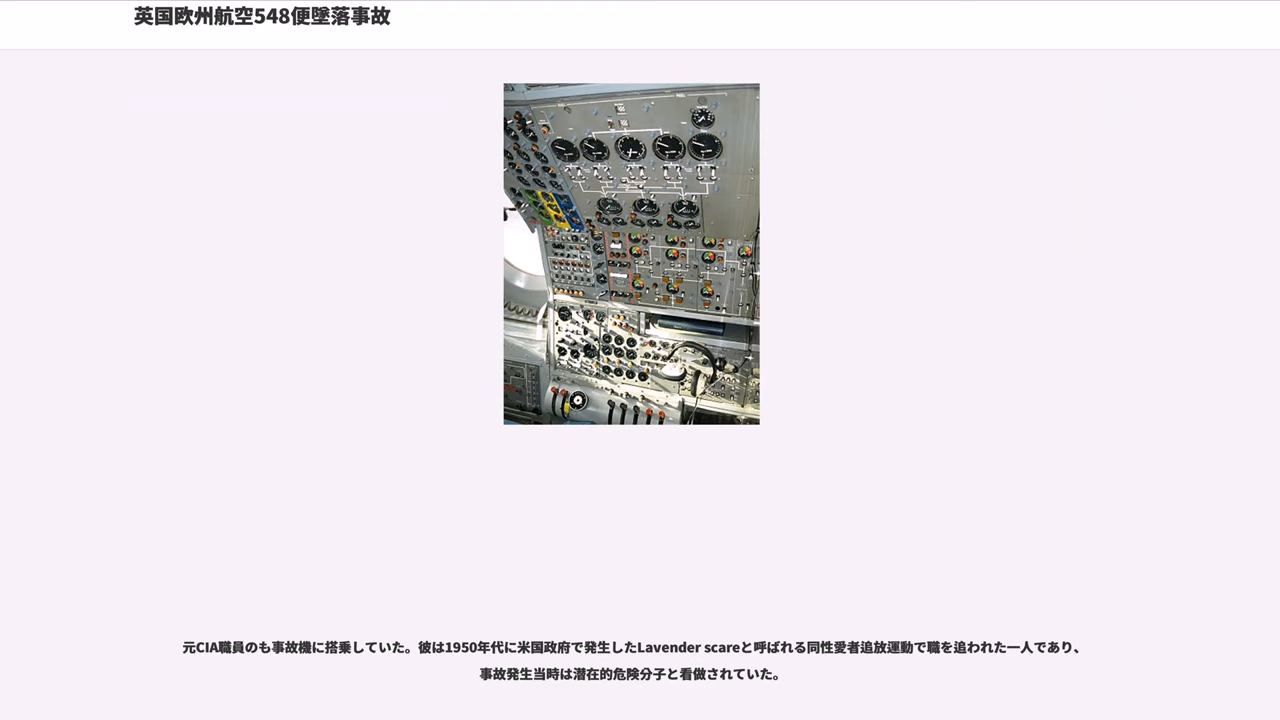 英国欧州航空548便墜落事故
元CIA職員のも事故機に搭乗していた。彼は1950年代に米国政府で発生したLavender scareと呼ばれる同性愛者追放運動で職を追われた一人であり、
事故発生当時は潜在的危険分子と看做されていた。